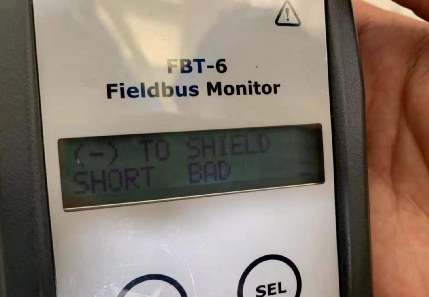 FBT-6
Fieldbus Monitor
(-) TO SHIELD
SHORT BAD
SEL